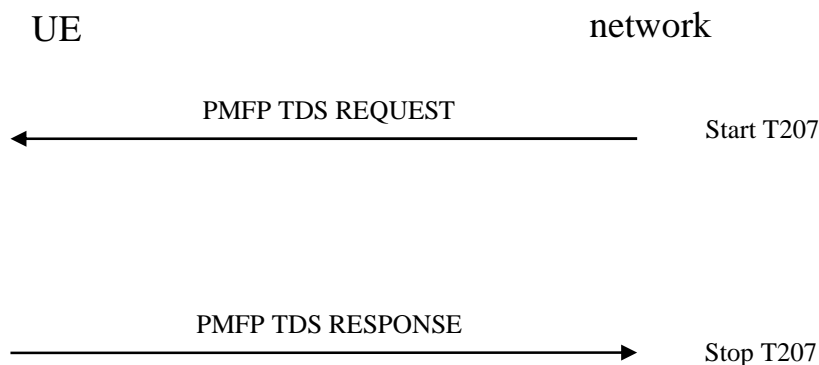 UE
network
PMFP TDS REQUEST
Start T207
PMFP TDS RESPONSE
Stop T207